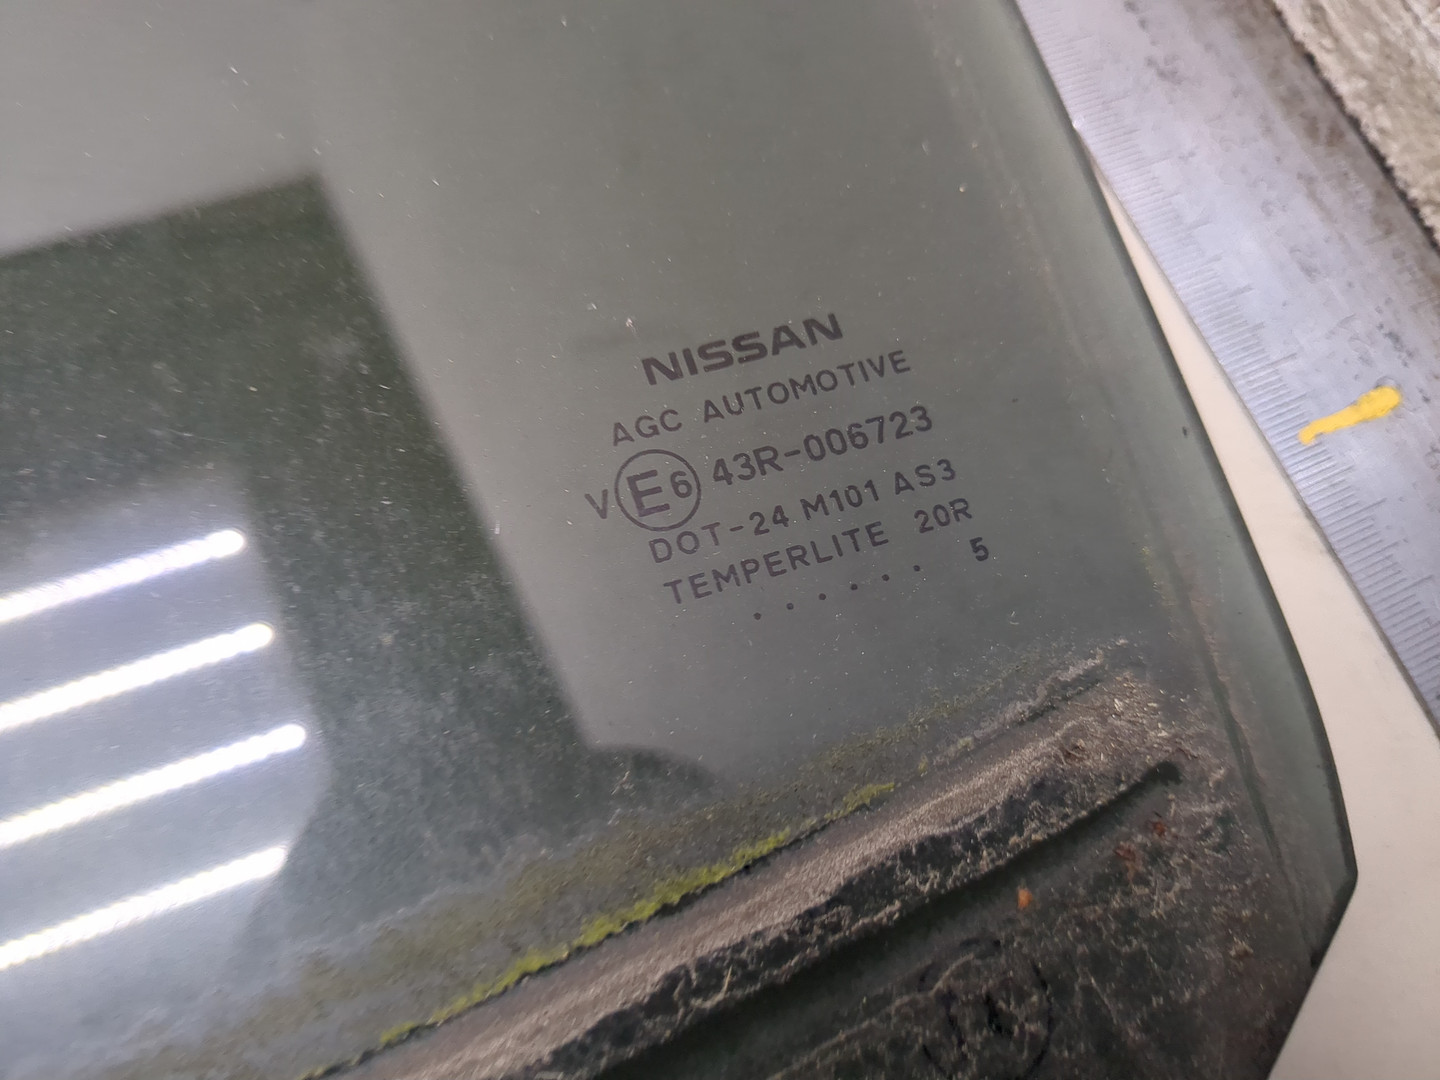 NISSAN
AGC AUTOMOTIVE
V E6 43R-006723
DOT-24 M101 AS3
TEMPERLITE 20R
...... 5